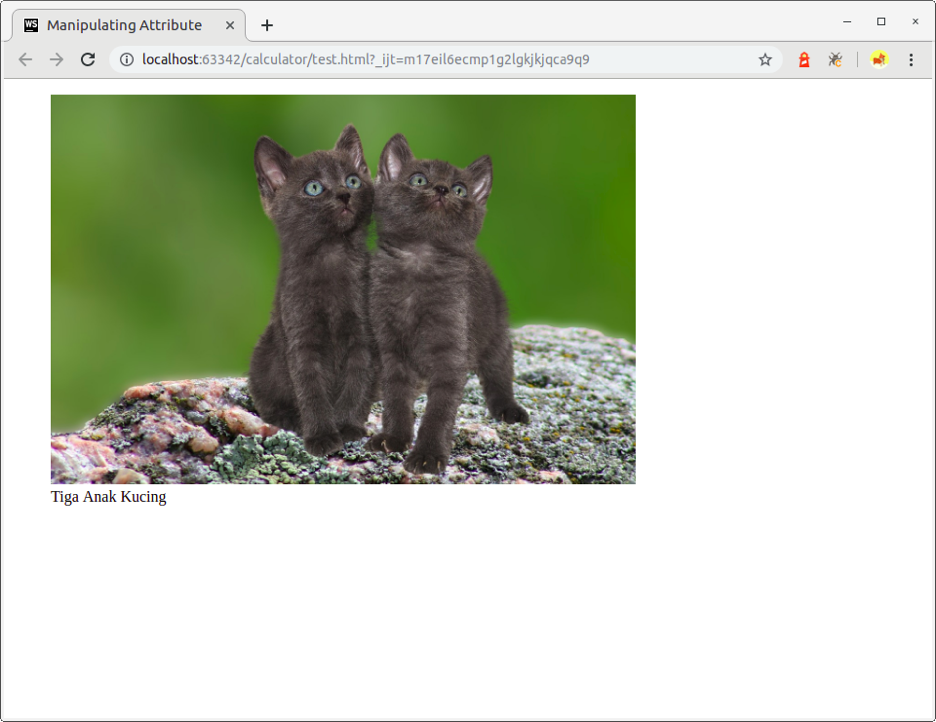 WS Manipulating Attribute
localhost:63342/calculator/test.html?_ijt=m17eil6ecmp1g2lgkjkjqca9q9
Tiga Anak Kucing